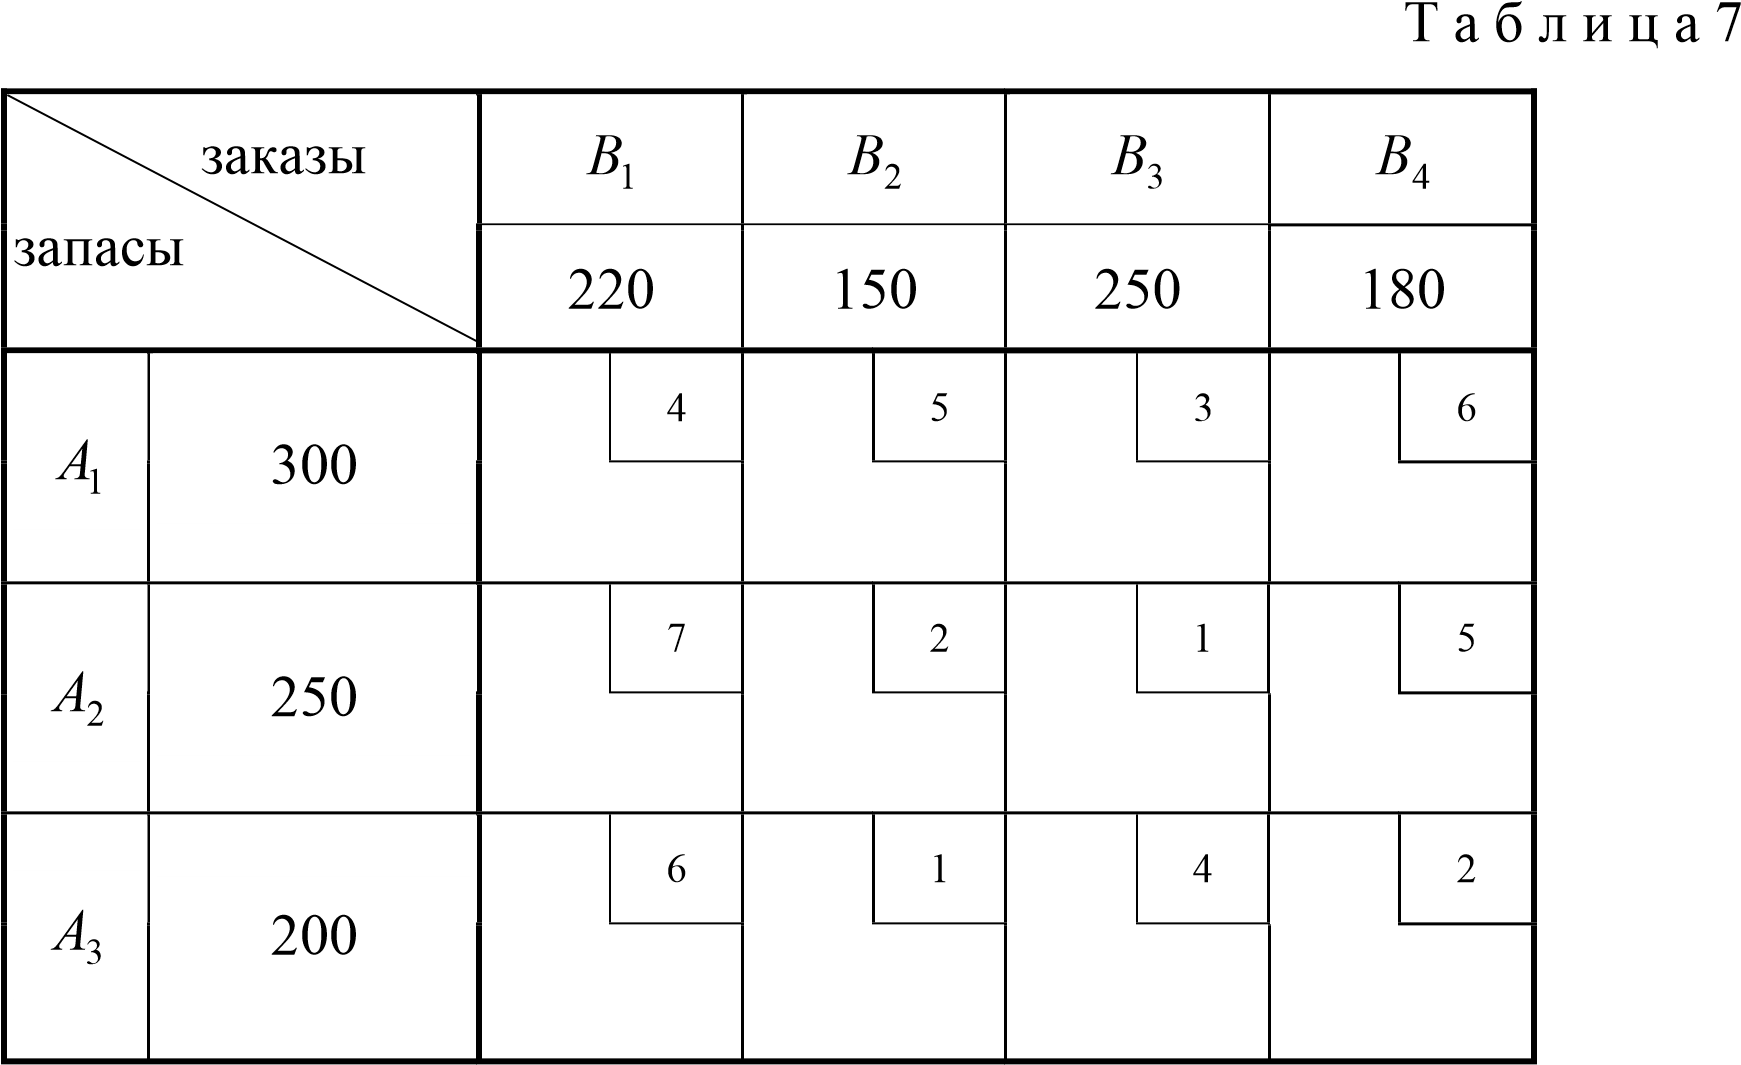 Т а б л и ц а 7
заказы B₁ B₂ B₃ B₄
запасы
220 150 250 180
4 5 3 6
A₁ 300
7 2 1 5
A₂ 250
6 1 4 2
A₃ 200